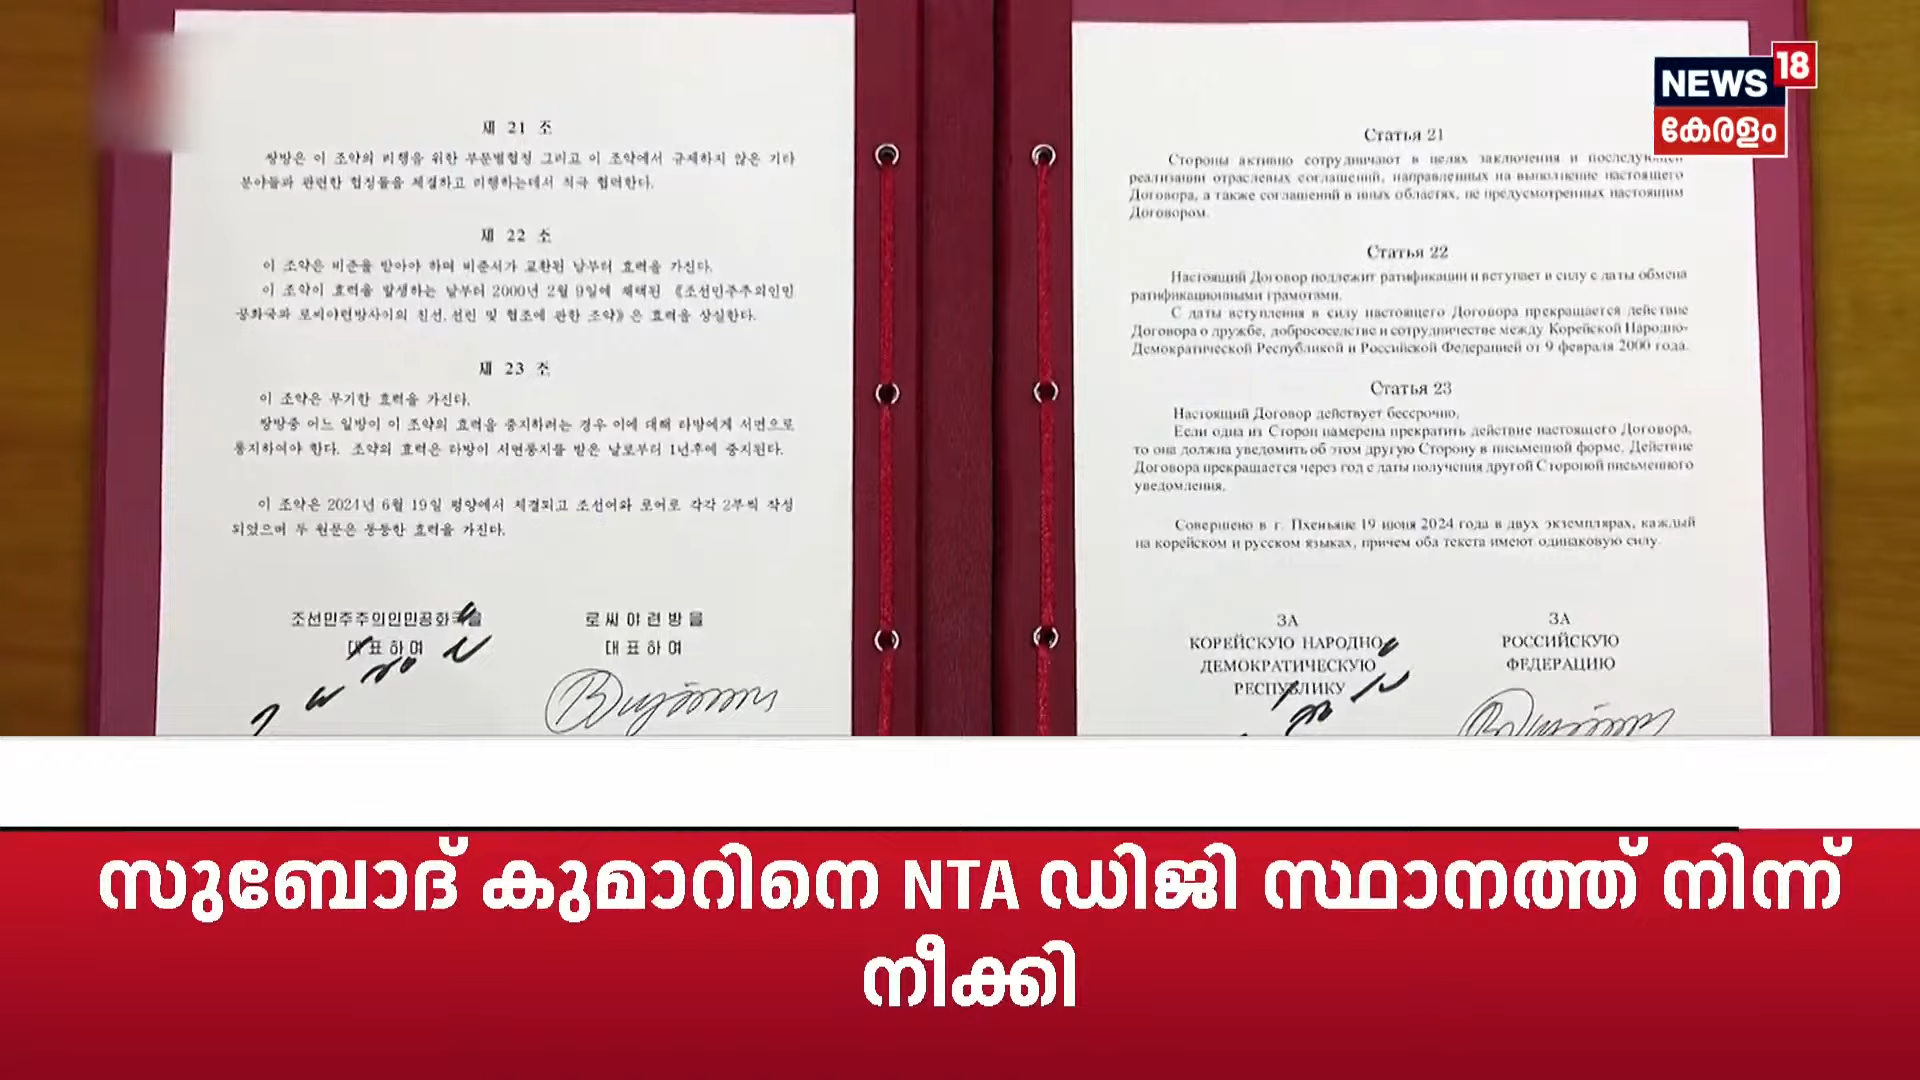 제 21 조
쌍방은 이 조약의 리행을 위한 부문별협정 그리고 이 조약에서 규제하지 않은 기타
분야들과 관련한 협정들을 체결하고 리행하는데서 적극 협력한다.
제 22 조
이 조약은 비준을 받아야 하며 비준서가 교환된 날부터 효력을 가진다.
이 조약이 효력을 발생하는 날부터 2000년 2월 9일에 채택된 《조선민주주의인민
공화국과 로씨야련방사이의 친선, 선린 및 협조에 관한 조약》은 효력을 상실한다.
제 23 조
이 조약은 무기한 효력을 가진다.
쌍방중 어느 일방이 이 조약의 효력을 중지하려는 경우 이에 대해 타방에게 서면으로
통지하여야 한다. 조약의 효력은 타방이 서면통지를 받은 날로부터 1년후에 중지된다.
이 조약은 2024년 6월 19일 평양에서 체결되고 조선어와 로어로 각각 2부씩 작성
되였으며 두 원문은 동등한 효력을 가진다.
조선민주주의인민공화국을
대표하여
로씨야련방을
대표하여
Статья 21
Стороны активно сотрудничают в целях заключения и последующей
реализации отраслевых соглашений, направленных на выполнение настоящего
Договора, а также соглашений в иных областях, не предусмотренных настоящим
Договором.
Статья 22
Настоящий Договор подлежит ратификации и вступает в силу с даты обмена
ратификационными грамотами.
С даты вступления в силу настоящего Договора прекращается действие
Договора о дружбе, добрососедстве и сотрудничестве между Корейской Народно-
Демократической Республикой и Российской Федерацией от 9 февраля 2000 года.
Статья 23
Настоящий Договор действует бессрочно.
Если одна из Сторон намерена прекратить действие настоящего Договора,
то она должна уведомить об этом другую Сторону в письменной форме. Действие
Договора прекращается через год с даты получения другой Стороной письменного
уведомления.
Совершено в г. Пхеньяне 19 июня 2024 года в двух экземплярах, каждый
на корейском и русском языках, причем оба текста имеют одинаковую силу.
ЗА
КОРЕЙСКУЮ НАРОДНО
ДЕМОКРАТИЧЕСКУЮ
РЕСПУБЛИКУ
ЗА
РОССИЙСКУЮ
ФЕДЕРАЦИЮ
NEWS 18
കേരളം
സുബോദ് കുമാറിനെ NTA ഡിജി സ്ഥാനത്ത് നിന്ന്
നീക്കി